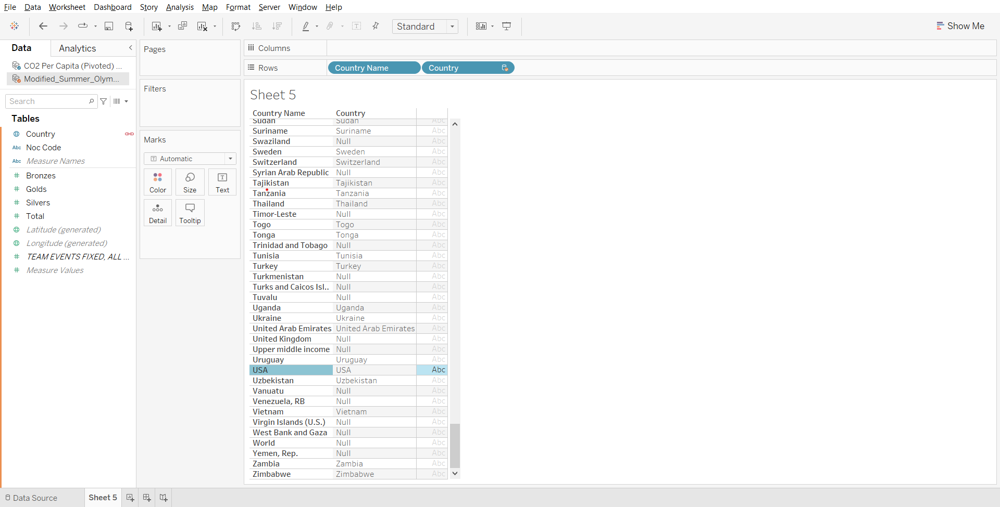 File Data Worksheet Dashboard Story Analysis Map Format Server Window Help
Standard
Show Me
Data Analytics
CO2 Per Capita (Pivoted) ...
Modified_Summer_Olym...
Search
Tables
Country
Abc Noc Code
Abc Measure Names
Bronzes
Golds
Silvers
Total
Latitude (generated)
Longitude (generated)
TEAM EVENTS FIXED, ALL ...
Measure Values
Pages
Filters
Marks
Automatic
Color Size Text
Detail Tooltip
Columns
Rows Country Name Country
Sheet 5
Country Name Country
Sudan Sudan Abc
Suriname Suriname Abc
Swaziland Null Abc
Sweden Sweden Abc
Switzerland Switzerland Abc
Syrian Arab Republic Null Abc
Tajikistan Tajikistan Abc
Tanzania Tanzania Abc
Thailand Thailand Abc
Timor-Leste Null Abc
Togo Togo Abc
Tonga Tonga Abc
Trinidad and Tobago Null Abc
Tunisia Tunisia Abc
Turkey Turkey Abc
Turkmenistan Null Abc
Turks and Caicos Isl.. Null Abc
Tuvalu Null Abc
Uganda Uganda Abc
Ukraine Ukraine Abc
United Arab Emirates United Arab Emirates Abc
United Kingdom Null Abc
Upper middle income Null Abc
Uruguay Uruguay Abc
USA USA Abc
Uzbekistan Uzbekistan Abc
Vanuatu Null Abc
Venezuela, RB Null Abc
Vietnam Vietnam Abc
Virgin Islands (U.S.) Null Abc
West Bank and Gaza Null Abc
World Null Abc
Yemen, Rep. Null Abc
Zambia Zambia Abc
Zimbabwe Zimbabwe Abc
Data Source Sheet 5